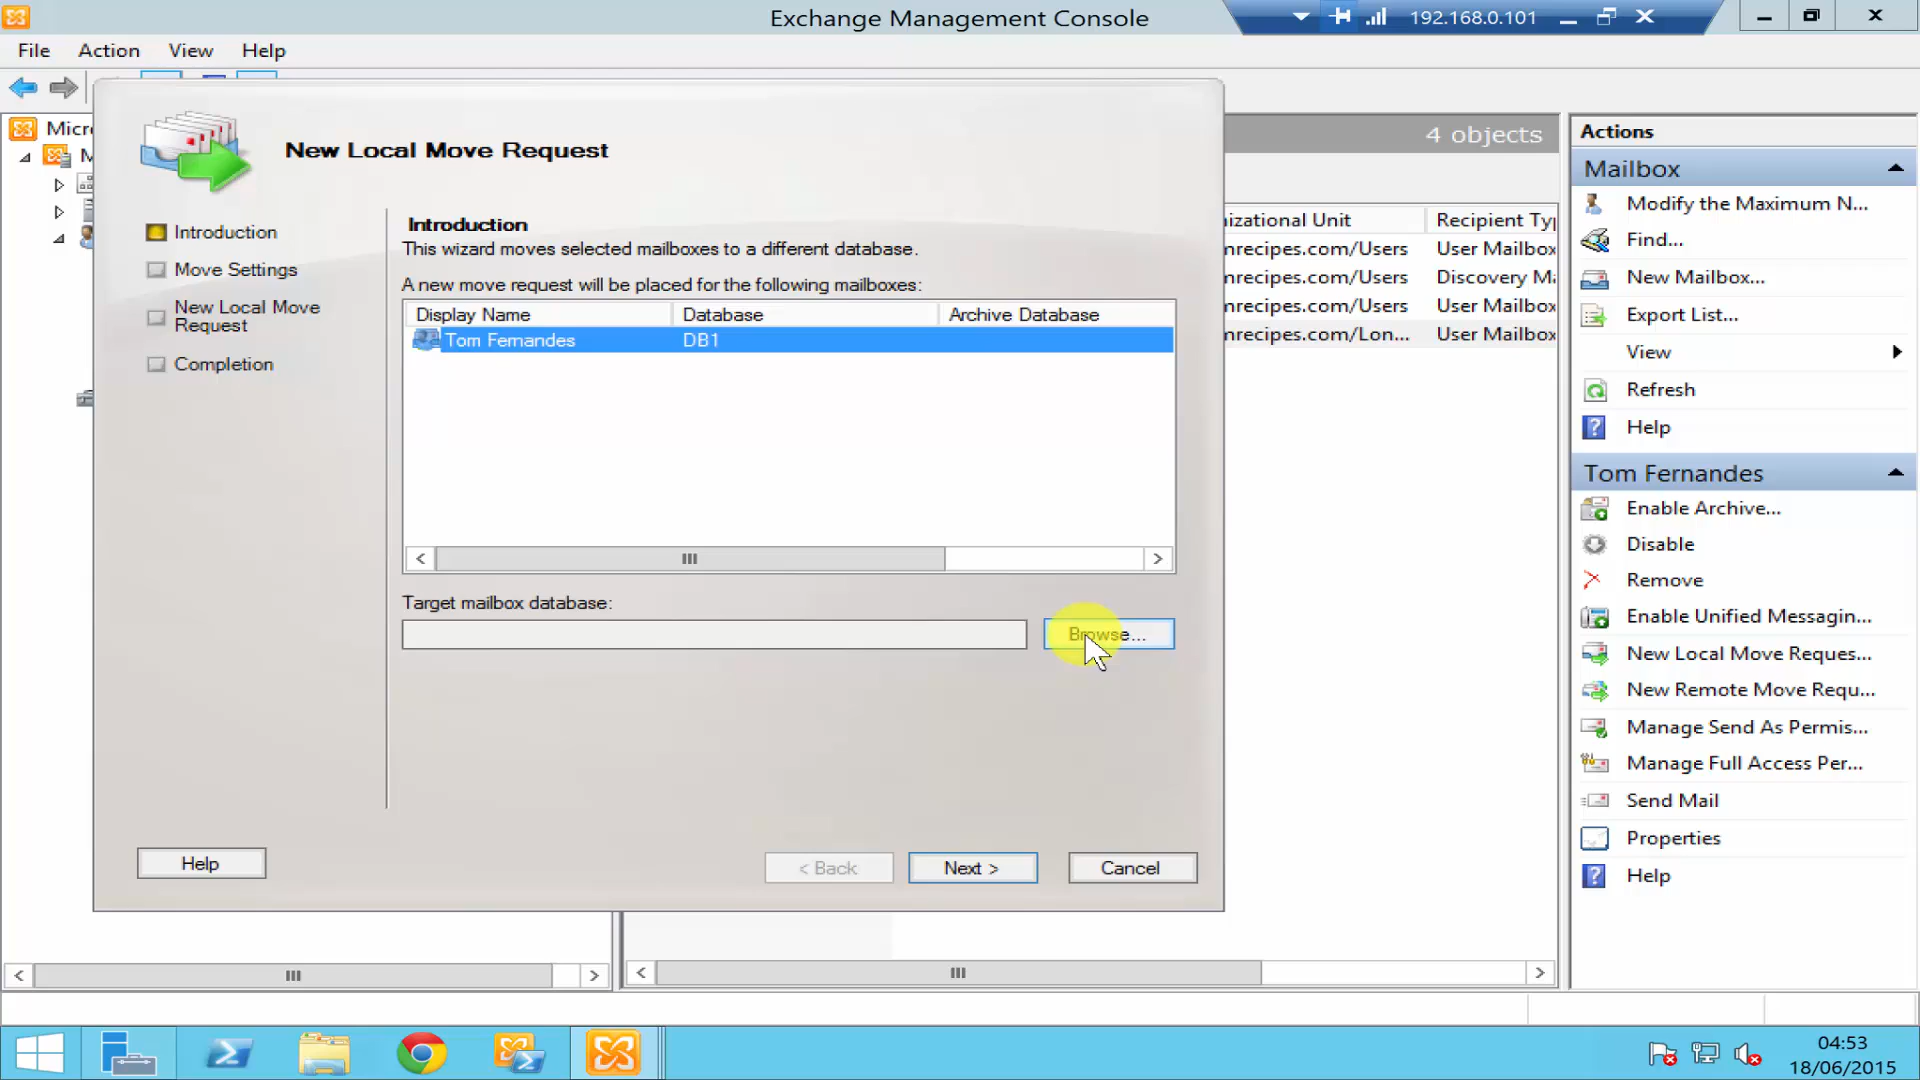 Exchange Management Console
192.168.0.101
File Action View Help
New Local Move Request
Introduction
Move Settings
New Local Move
Request
Completion
Introduction
This wizard moves selected mailboxes to a different database.
A new move request will be placed for the following mailboxes:
Display Name Database Archive Database
Tom Fernandes DB1
Target mailbox database:
Browse...
Help
< Back
Next >
Cancel
Micr
M
4 objects
izational Unit Recipient Typ
nrecipes.com/Users User Mailbox
nrecipes.com/Users Discovery Ma
nrecipes.com/Users User Mailbox
nrecipes.com/Lon... User Mailbox
Actions
Mailbox
Modify the Maximum N...
Find...
New Mailbox...
Export List...
View
Refresh
Help
Tom Fernandes
Enable Archive...
Disable
Remove
Enable Unified Messagin...
New Local Move Reques...
New Remote Move Requ...
Manage Send As Permis...
Manage Full Access Per...
Send Mail
Properties
Help
04:53
18/06/2015